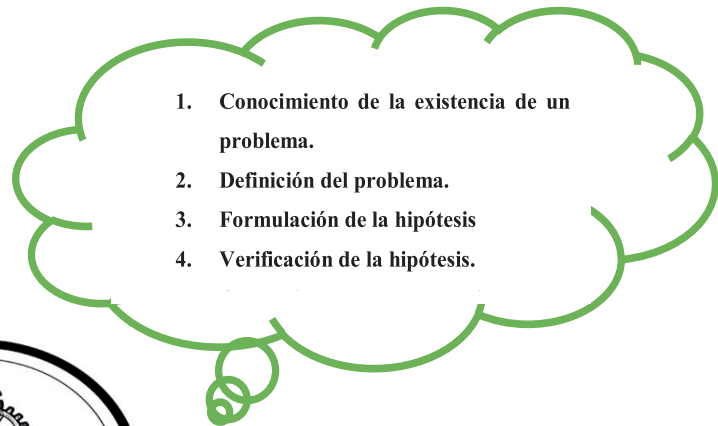 1. Conocimiento de la existencia de un
problema.
2. Definición del problema.
3. Formulación de la hipótesis
4. Verificación de la hipótesis.